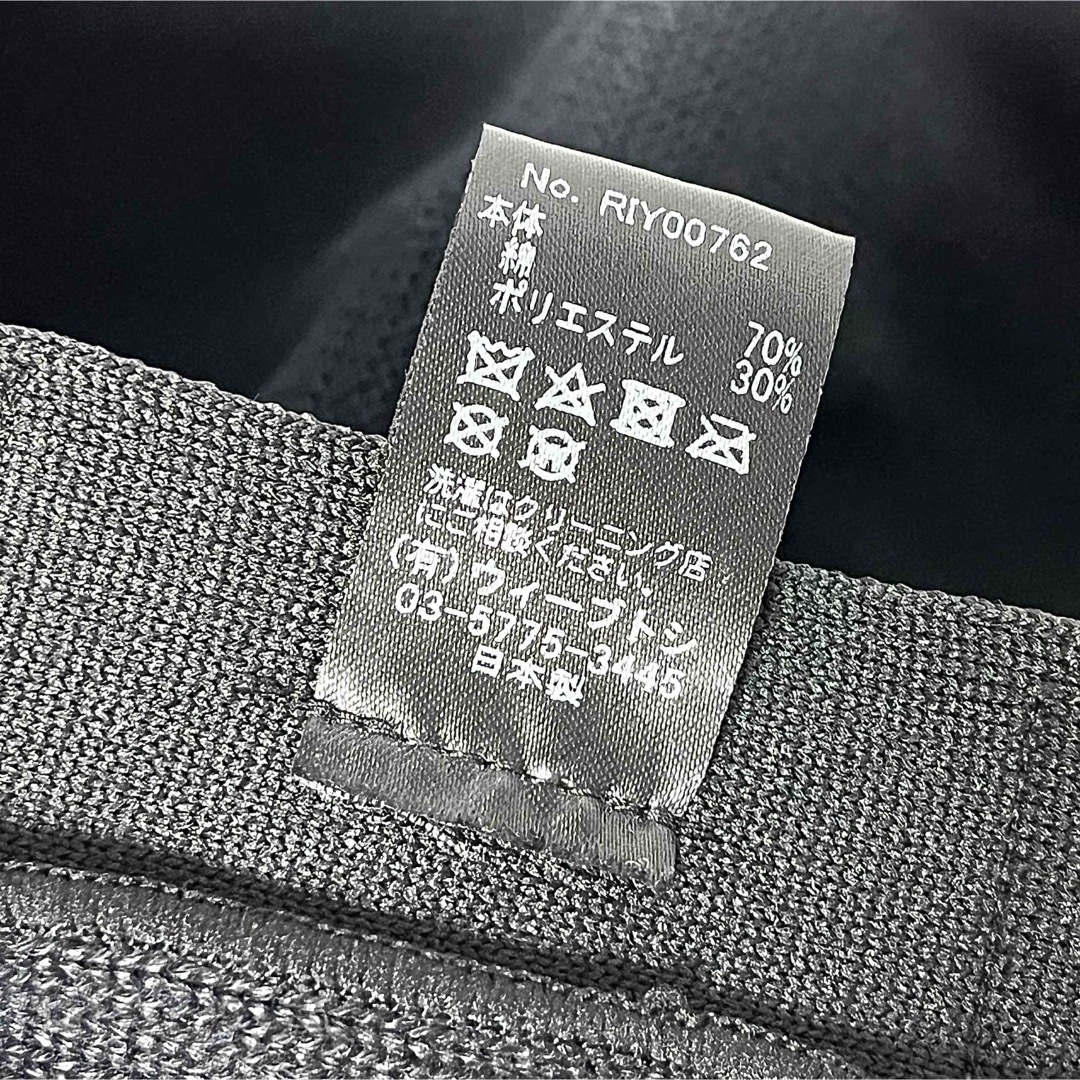 No. RIY00762
本体
綿 70%
ポリエステル 30%
洗濯はクリーニング店
にご相談ください。
(有)ウィーブトシ
03-5775-3445
日本製